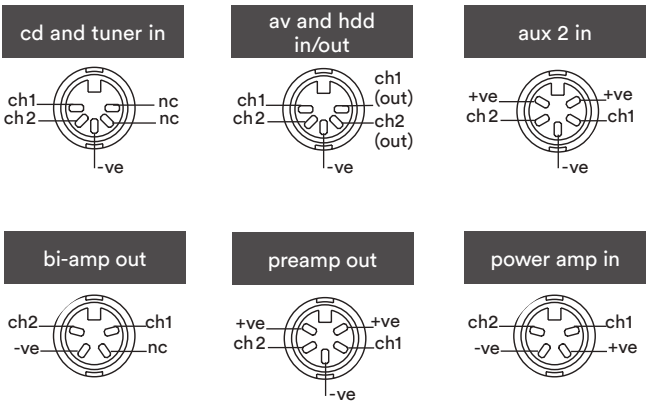 cd and tuner in
ch1
nc
ch2
nc
-ve
av and hdd
in/out
ch1
(out)
ch1
ch2
ch2
(out)
-ve
aux 2 in
+ve
+ve
ch2
ch1
-ve
bi-amp out
ch2
ch1
-ve
nc
preamp out
+ve
+ve
ch2
ch1
-ve
power amp in
ch2
ch1
-ve
+ve